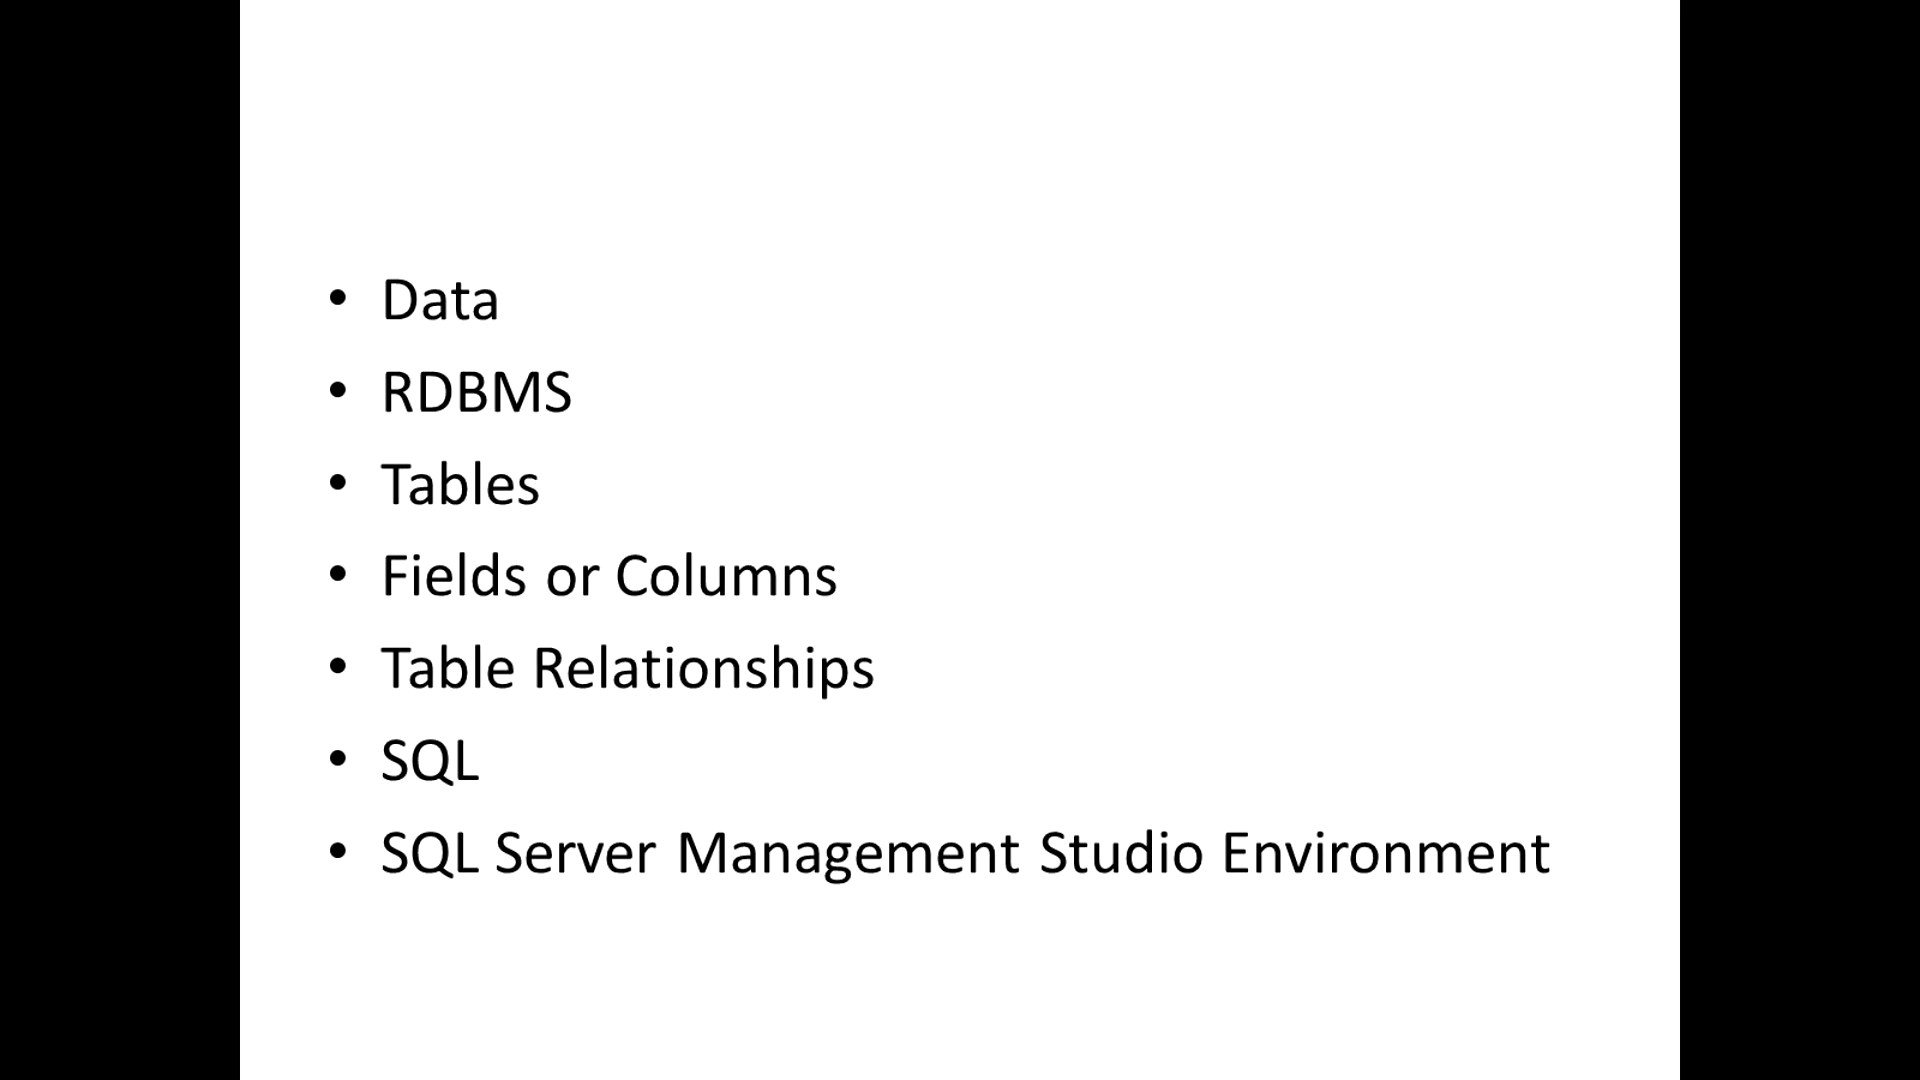 • Data
• RDBMS
• Tables
• Fields or Columns
• Table Relationships
• SQL
• SQL Server Management Studio Environment